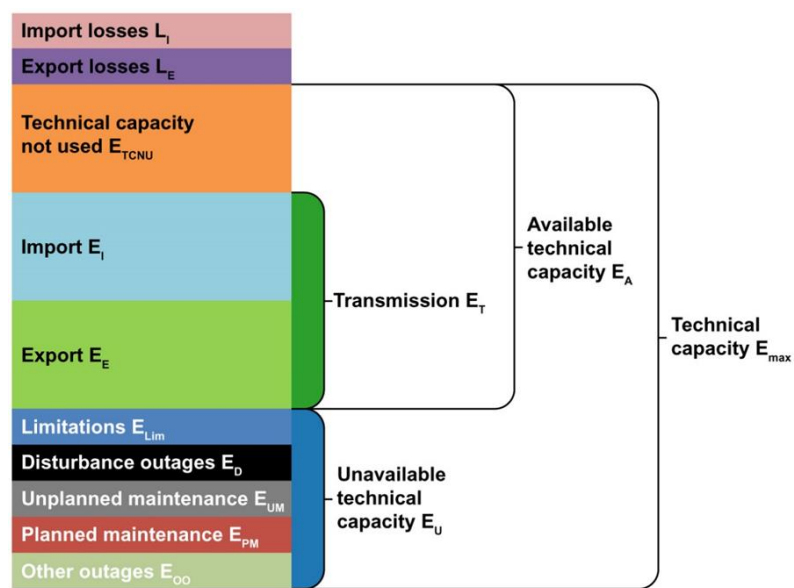 Import losses L_I
Export losses L_E
Technical capacity
not used E_TCNU
Import E_I
Export E_E
Limitations E_Lim
Disturbance outages E_D
Unplanned maintenance E_UM
Planned maintenance E_PM
Other outages E_OO
Transmission E_T
Unavailable
technical
capacity E_U
Available
technical
capacity E_A
Technical
capacity E_max